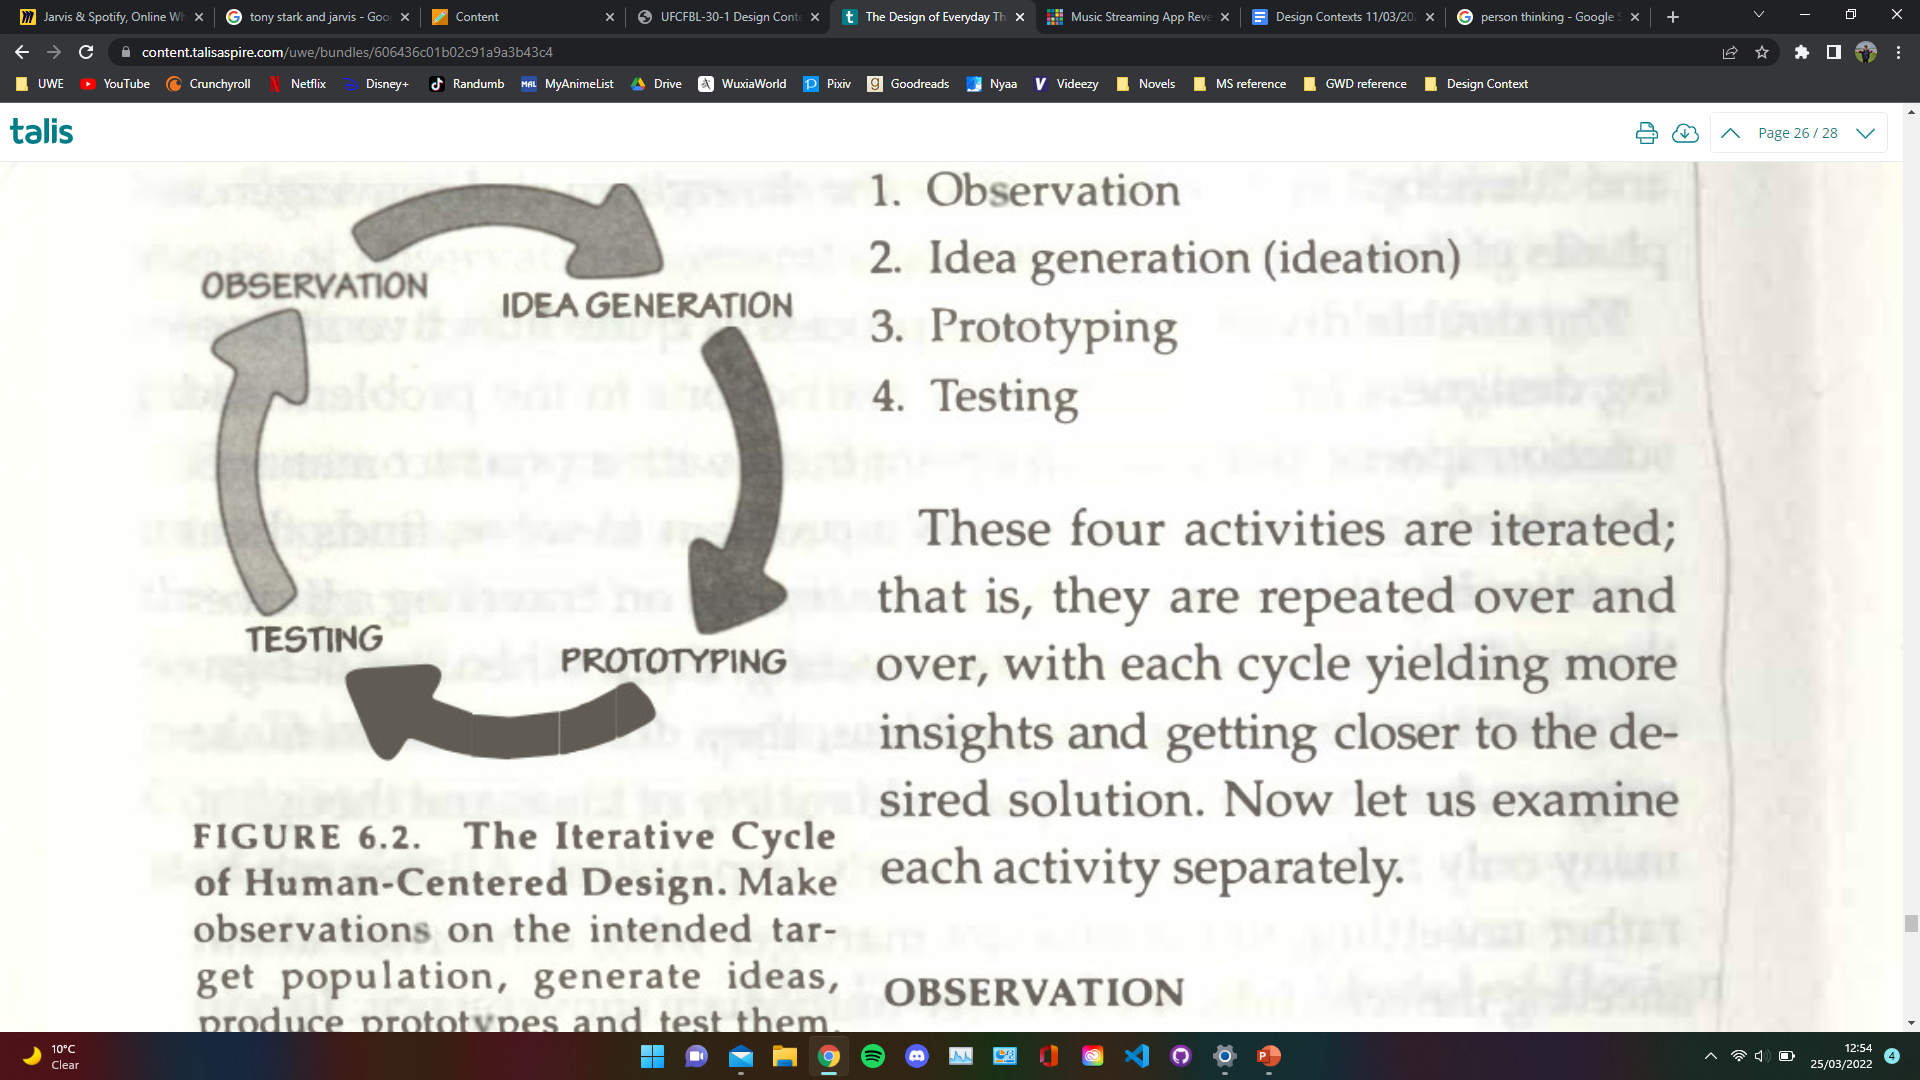 Jarvis & Spotify, Online Wh
tony stark and jarvis - Goo
Content
UFCFBL-30-1 Design Conte
The Design of Everyday Th
Music Streaming App Reve
Design Contexts 11/03/202
person thinking - Google S
content.talisaspire.com/uwe/bundles/606436c01b02c91a9a3b43c4
UWE
YouTube
Crunchyroll
Netflix
Disney+
Randumb
MyAnimeList
Drive
WuxiaWorld
Pixiv
Goodreads
Nyaa
Videezy
Novels
MS reference
GWD reference
Design Context
talis
Page 26 / 28
OBSERVATION
IDEA GENERATION
TESTING
PROTOTYPING
FIGURE 6.2. The Iterative Cycle
of Human-Centered Design. Make
observations on the intended tar-
get population, generate ideas,
produce prototypes and test them.
1. Observation
2. Idea generation (ideation)
3. Prototyping
4. Testing
These four activities are iterated;
that is, they are repeated over and
over, with each cycle yielding more
insights and getting closer to the de-
sired solution. Now let us examine
each activity separately.
OBSERVATION
10°C
Clear
12:54
25/03/2022
4